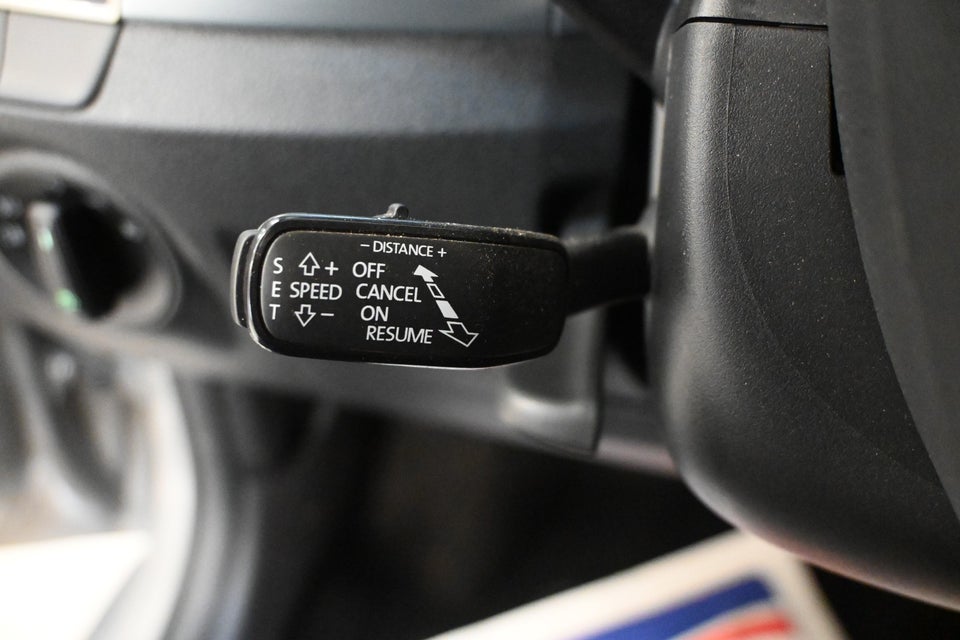 – DISTANCE +
S + OFF
E SPEED CANCEL
T – ON
RESUME